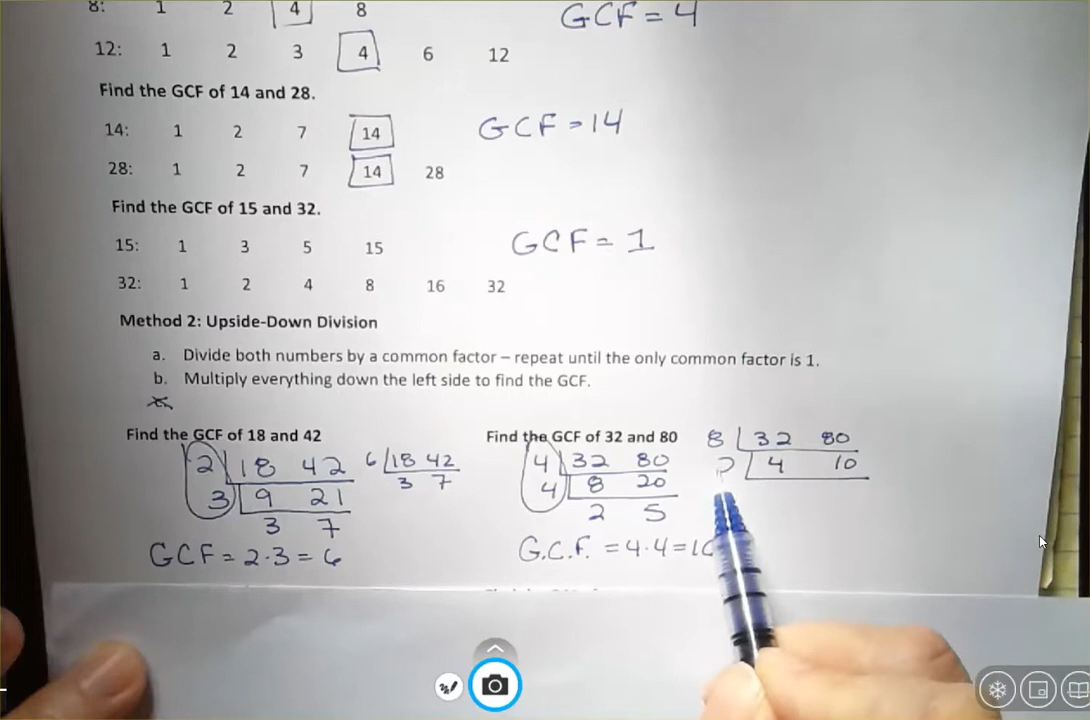 8: 1 2 4 8 GCF = 4
12: 1 2 3 4 6 12
Find the GCF of 14 and 28.
14: 1 2 7 14 GCF = 14
28: 1 2 7 14 28
Find the GCF of 15 and 32.
15: 1 3 5 15 GCF = 1
32: 1 2 4 8 16 32
Method 2: Upside-Down Division
a. Divide both numbers by a common factor – repeat until the only common factor is 1.
b. Multiply everything down the left side to find the GCF.
Find the GCF of 18 and 42
2 18 42
3 9 21
3 7
6 18 42
3 7
GCF = 2·3 = 6
Find the GCF of 32 and 80
4 32 80
4 8 20
2 5
G.C.F. = 4·4 =
8 32 80
2 4 10